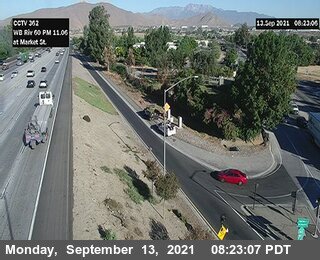 CCTV 362
WB Riv 60 PM 11.06
at Market St.
13 Sep 2021
08:23:06
Monday, September 13, 2021 08:23:07 PDT